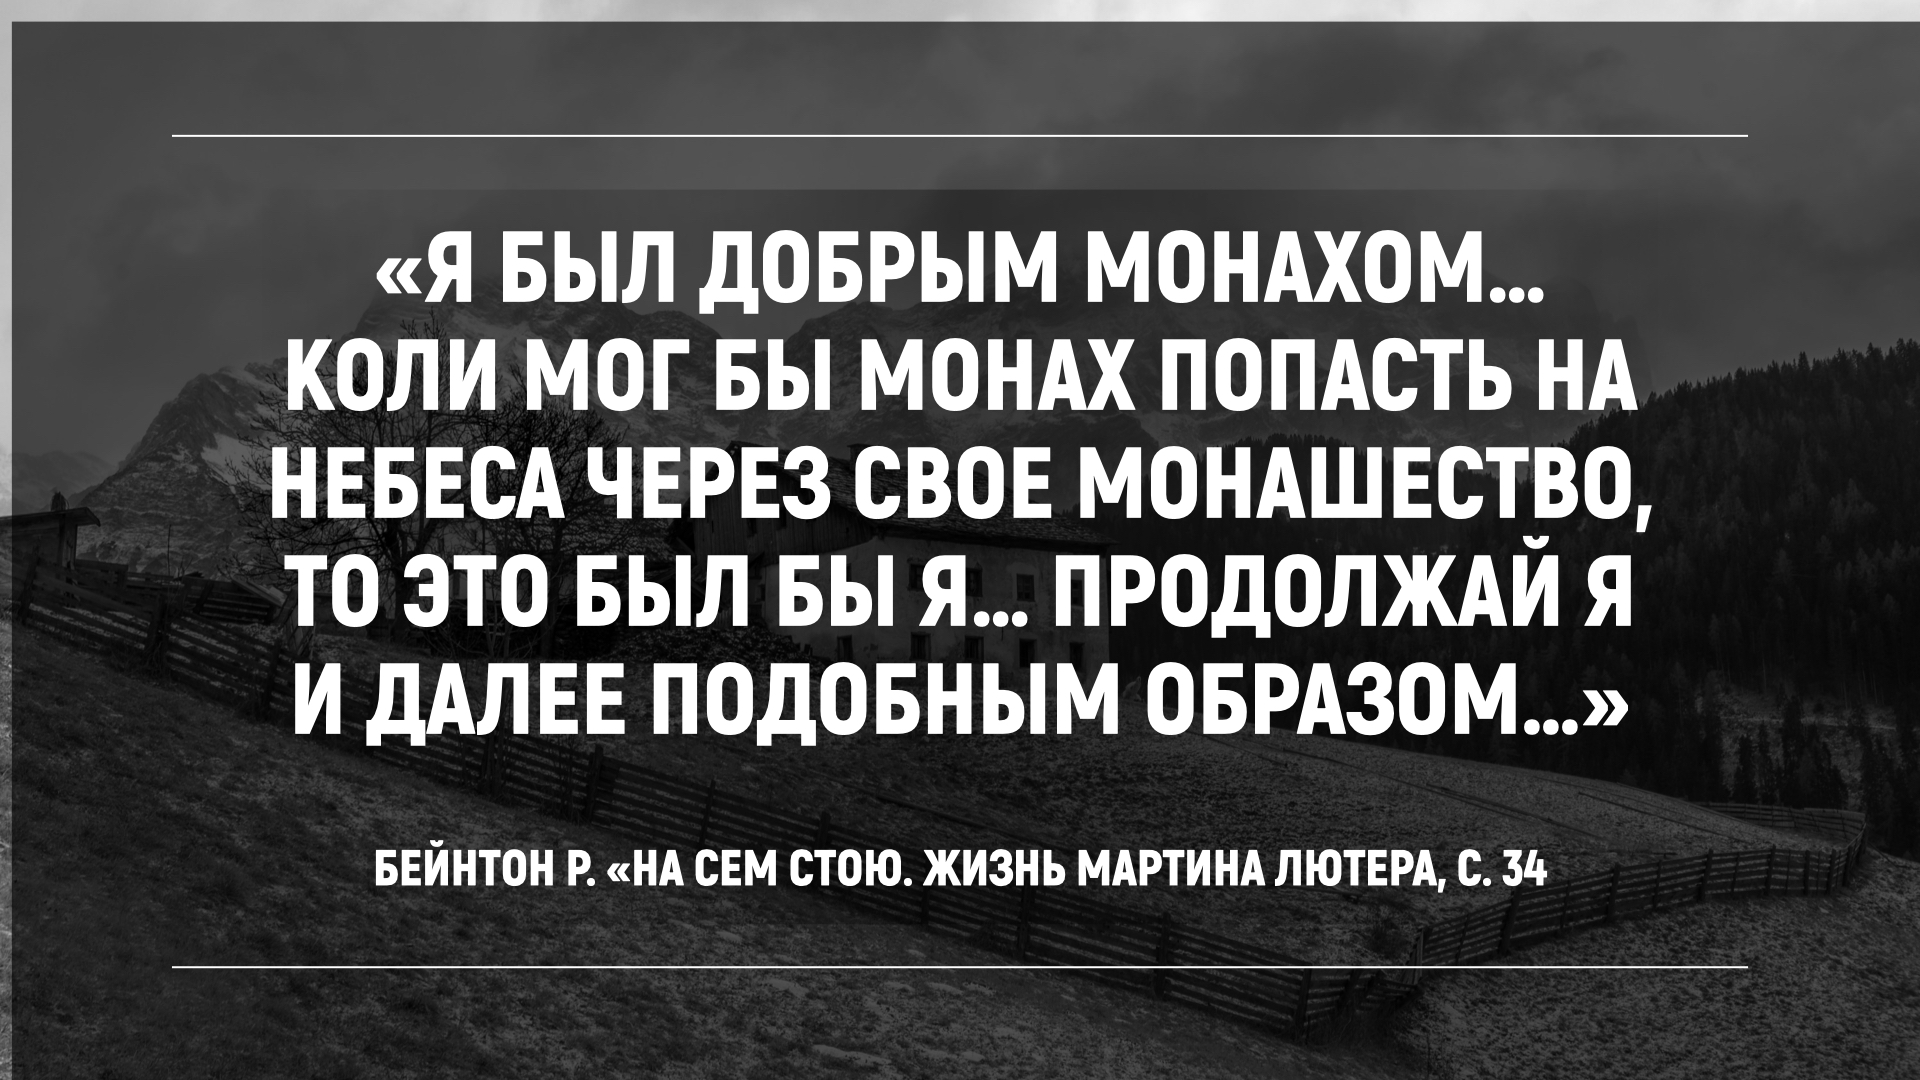 «Я БЫЛ ДОБРЫМ МОНАХОМ...
КОЛИ МОГ БЫ МОНАХ ПОПАСТЬ НА
НЕБЕСА ЧЕРЕЗ СВОЕ МОНАШЕСТВО,
ТО ЭТО БЫЛ БЫ Я... ПРОДОЛЖАЙ Я
И ДАЛЕЕ ПОДОБНЫМ ОБРАЗОМ...»
БЕЙНТОН Р. «НА СЕМ СТОЮ. ЖИЗНЬ МАРТИНА ЛЮТЕРА, С. 34